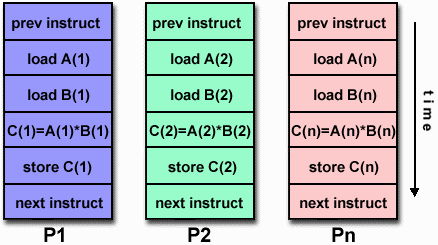 prev instruct
load A(1)
load B(1)
C(1)=A(1)*B(1)
store C(1)
next instruct
P1
prev instruct
load A(2)
load B(2)
C(2)=A(2)*B(2)
store C(2)
next instruct
P2
prev instruct
load A(n)
load B(n)
C(n)=A(n)*B(n)
store C(n)
next instruct
Pn
time